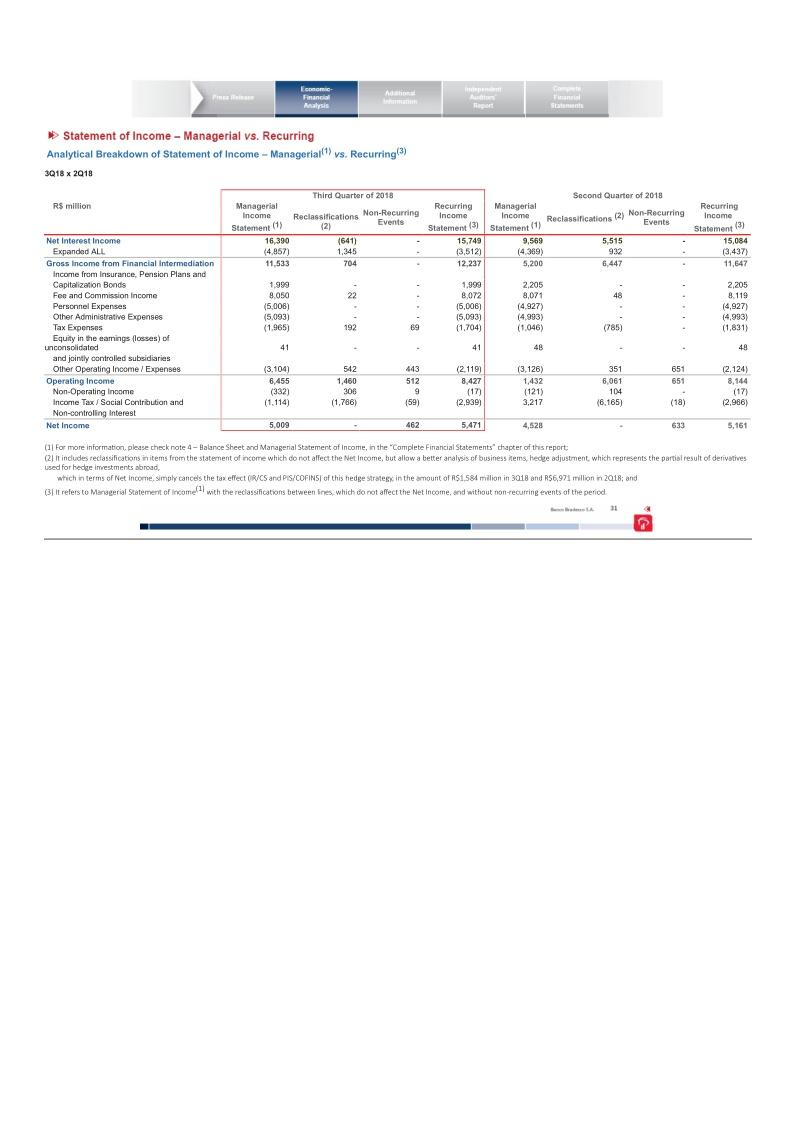 Press Release
Economic-
Financial
Analysis
Additional
Information
Independent
Auditors'
Report
Complete
Financial
Statements
Statement of Income – Managerial vs. Recurring
Analytical Breakdown of Statement of Income – Managerial(1) vs. Recurring(3)
3Q18 x 2Q18
R$ million
Third Quarter of 2018 Second Quarter of 2018
Managerial Income Statement (1) Reclassifications (2) Non-Recurring Events Recurring Income Statement (3) Managerial Income Statement (1) Reclassifications (2) Non-Recurring Events Recurring Income Statement (3)
Net Interest Income 16,390 (641) - 15,749 9,569 5,515 - 15,084
Expanded ALL (4,857) 1,345 - (3,512) (4,369) 932 - (3,437)
Gross Income from Financial Intermediation 11,533 704 - 12,237 5,200 6,447 - 11,647
Income from Insurance, Pension Plans and
Capitalization Bonds 1,999 - - 1,999 2,205 - - 2,205
Fee and Commission Income 8,050 22 - 8,072 8,071 48 - 8,119
Personnel Expenses (5,006) - - (5,006) (4,927) - - (4,927)
Other Administrative Expenses (5,093) - - (5,093) (4,993) - - (4,993)
Tax Expenses (1,965) 192 69 (1,704) (1,046) (785) - (1,831)
Equity in the earnings (losses) of
unconsolidated 41 - - 41 48 - - 48
and jointly controlled subsidiaries
Other Operating Income / Expenses (3,104) 542 443 (2,119) (3,126) 351 651 (2,124)
Operating Income 6,455 1,460 512 8,427 1,432 6,061 651 8,144
Non-Operating Income (332) 306 9 (17) (121) 104 - (17)
Income Tax / Social Contribution and (1,114) (1,766) (59) (2,939) 3,217 (6,165) (18) (2,966)
Non-controlling Interest
Net Income 5,009 - 462 5,471 4,528 - 633 5,161
(1) For more information, please check note 4 – Balance Sheet and Managerial Statement of Income, in the "Complete Financial Statements" chapter of this report;
(2) It includes reclassifications in items from the statement of income which do not affect the Net Income, but allow a better analysis of business items, hedge adjustment, which represents the partial result of derivatives
used for hedge investments abroad,
which in terms of Net Income, simply cancels the tax effect (IR/CS and PIS/COFINS) of this hedge strategy, in the amount of R$1,584 million in 3Q18 and R$6,971 million in 2Q18; and
(3) It refers to Managerial Statement of Income(1) with the reclassifications between lines, which do not affect the Net Income, and without non-recurring events of the period.
Banco Bradesco S.A. 31